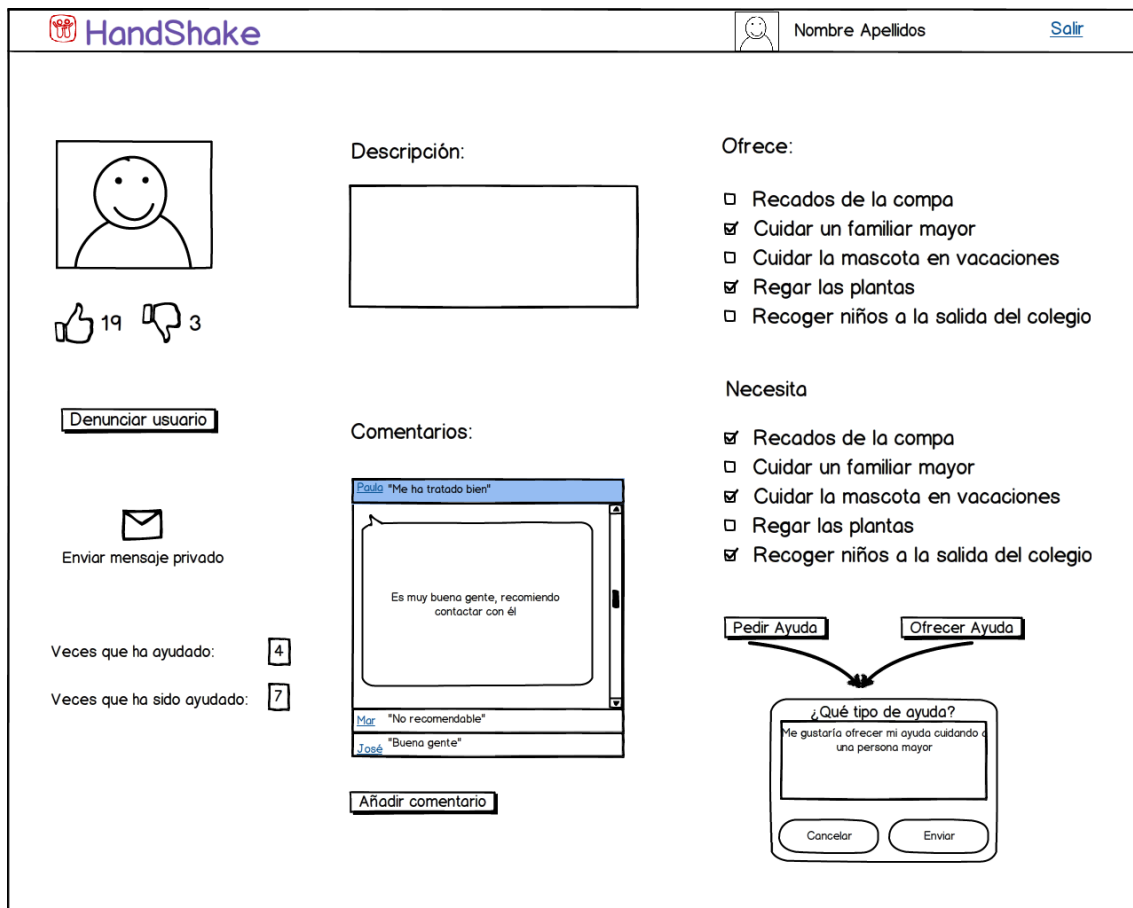 HandShake
Nombre Apellidos
Salir
19
3
Denunciar usuario
Enviar mensaje privado
Veces que ha ayudado:
4
Veces que ha sido ayudado:
7
Descripción:
Comentarios:
Paula "Me ha tratado bien"
Es muy buena gente, recomiendo
contactar con él
Mar "No recomendable"
José "Buena gente"
Añadir comentario
Ofrece:
Recados de la compa
Cuidar un familiar mayor
Cuidar la mascota en vacaciones
Regar las plantas
Recoger niños a la salida del colegio
Necesita
Recados de la compa
Cuidar un familiar mayor
Cuidar la mascota en vacaciones
Regar las plantas
Recoger niños a la salida del colegio
Pedir Ayuda
Ofrecer Ayuda
¿Qué tipo de ayuda?
Me gustaría ofrecer mi ayuda cuidando a
una persona mayor
Cancelar
Enviar